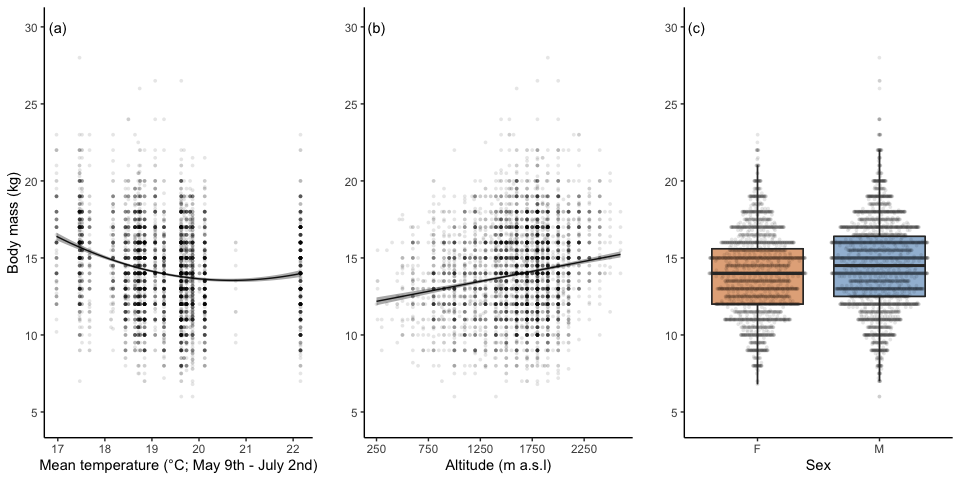 (a)
(b)
(c)
30
25
20
15
10
5
Body mass (kg)
17 18 19 20 21 22
Mean temperature (°C; May 9th - July 2nd)
30
25
20
15
10
5
250 750 1250 1750 2250
Altitude (m a.s.l)
30
25
20
15
10
5
F M
Sex